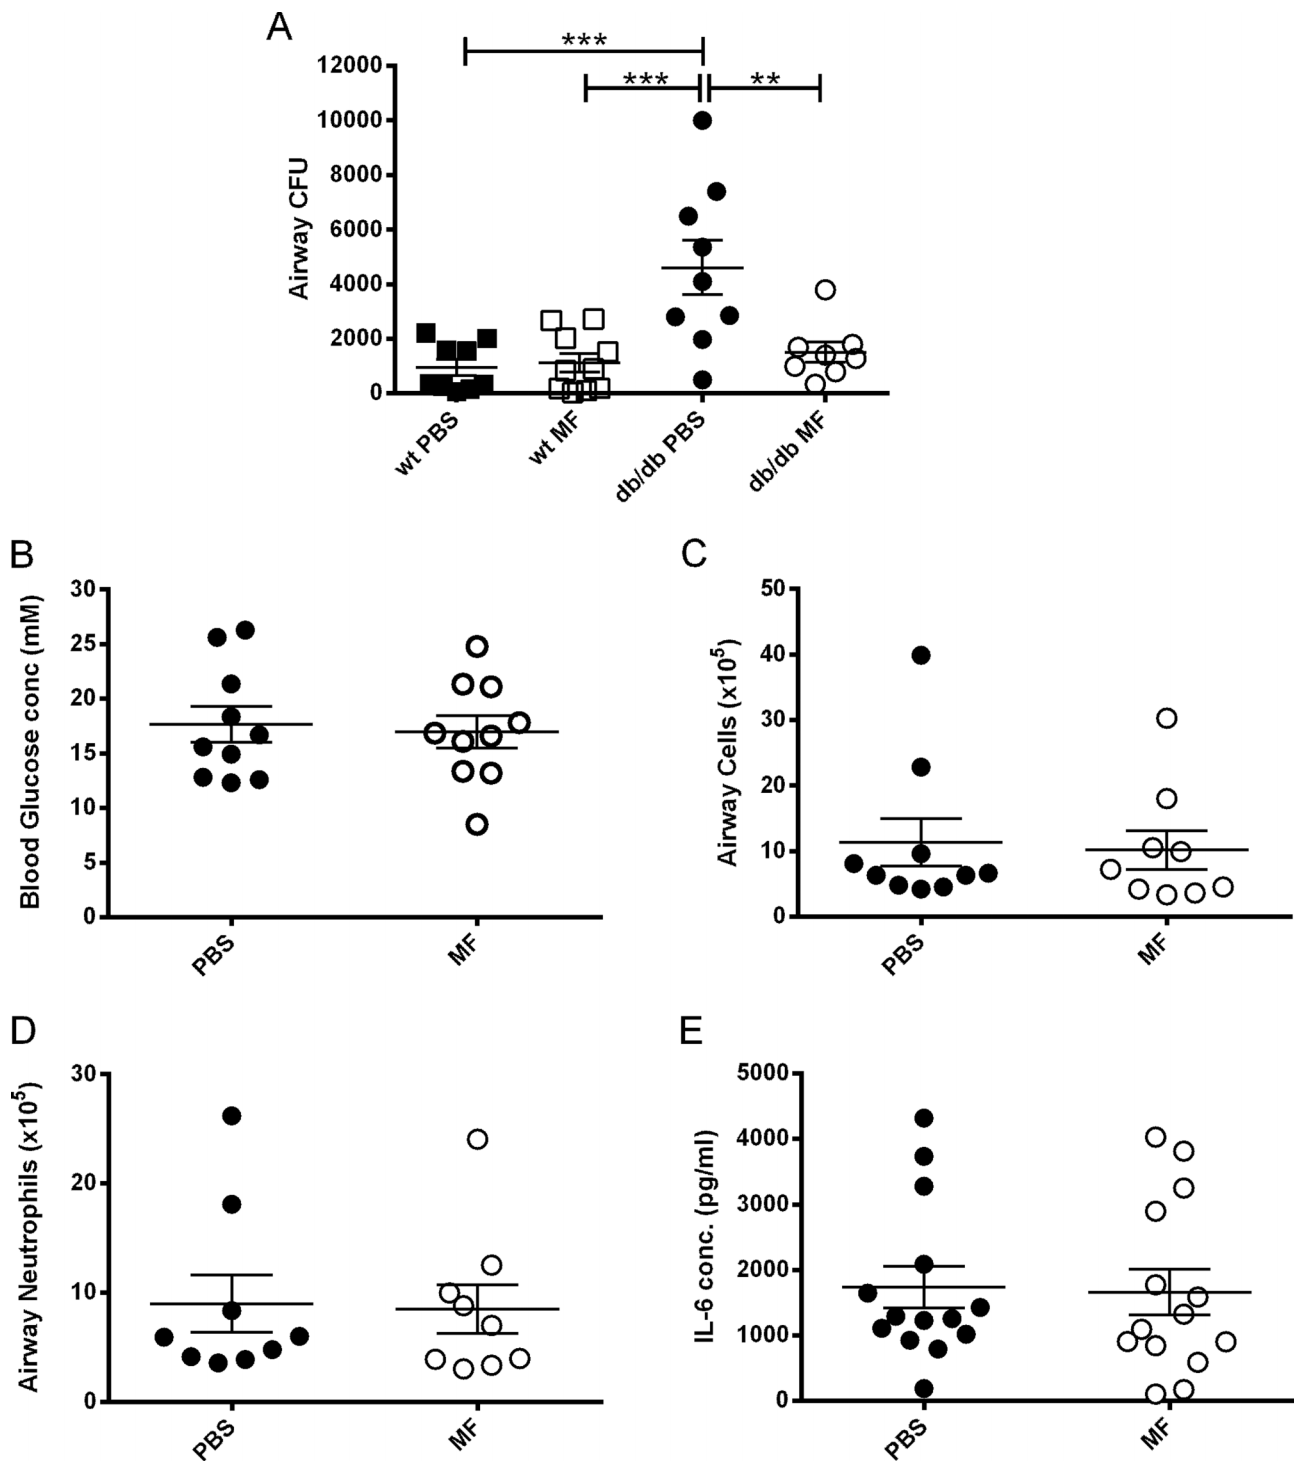 A
***
***
**
12000
10000
8000
6000
4000
2000
0
Airway CFU
wt PBS
wt MF
db/db PBS
db/db MF
B
30
25
20
15
10
5
0
Blood Glucose conc (mM)
PBS
MF
C
50
40
30
20
10
0
Airway Cells (x10⁵)
PBS
MF
D
30
20
10
0
Airway Neutrophils (x10⁵)
PBS
MF
E
5000
4000
3000
2000
1000
0
IL-6 conc. (pg/ml)
PBS
MF